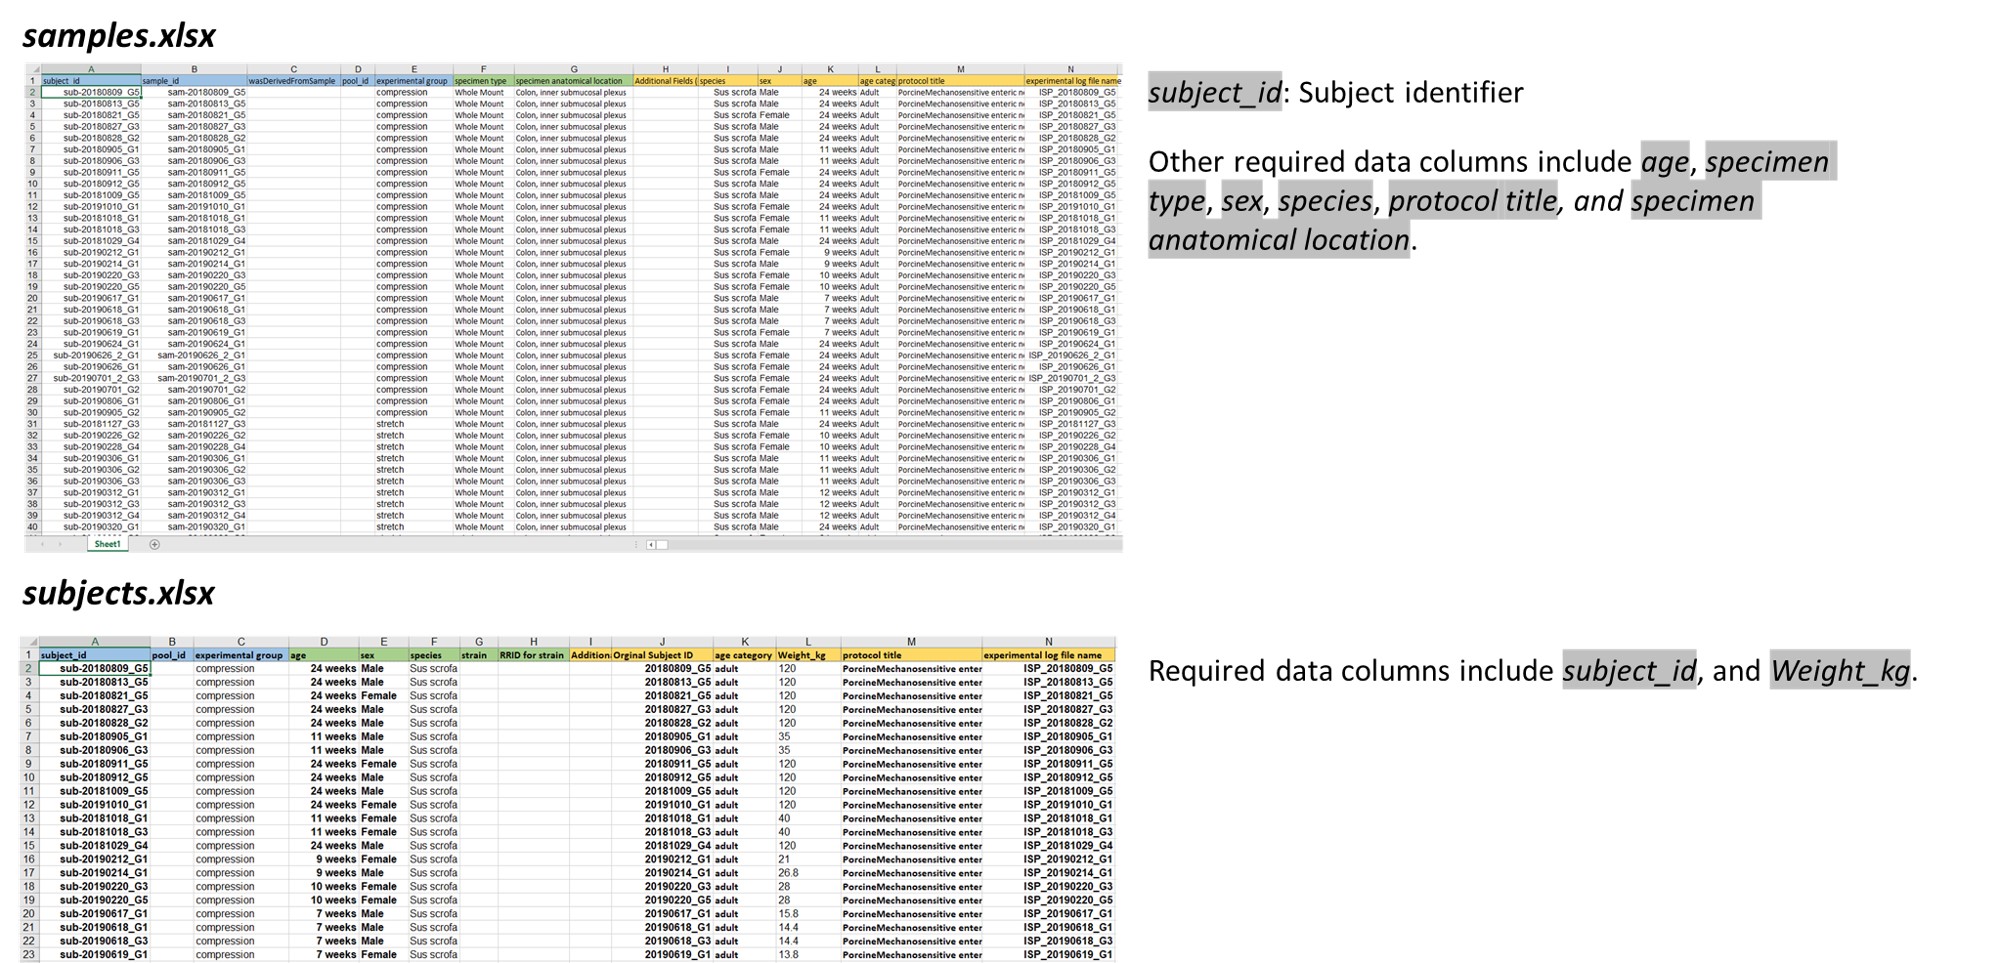 samples.xlsx
A B C D E F G H I J K L M N
1 subject_id sample_id wasDerivedFromSample pool_id experimental group specimen type specimen anatomical location Additional Fields ( species sex age age categ protocol title experimental log file name
2 sub-20180809_G5 sam-20180809_G5 compression Whole Mount Colon, inner submucosal plexus Sus scrofa Male 24 weeks Adult PorcineMechanosensitive enteric ne ISP_20180809_G5
3 sub-20180813_G5 sam-20180813_G5 compression Whole Mount Colon, inner submucosal plexus Sus scrofa Male 24 weeks Adult PorcineMechanosensitive enteric ne ISP_20180813_G5
4 sub-20180821_G5 sam-20180821_G5 compression Whole Mount Colon, inner submucosal plexus Sus scrofa Female 24 weeks Adult PorcineMechanosensitive enteric ne ISP_20180821_G5
5 sub-20180827_G3 sam-20180827_G3 compression Whole Mount Colon, inner submucosal plexus Sus scrofa Male 24 weeks Adult PorcineMechanosensitive enteric ne ISP_20180827_G3
6 sub-20180828_G2 sam-20180828_G2 compression Whole Mount Colon, inner submucosal plexus Sus scrofa Male 24 weeks Adult PorcineMechanosensitive enteric ne ISP_20180828_G2
7 sub-20180905_G1 sam-20180905_G1 compression Whole Mount Colon, inner submucosal plexus Sus scrofa Male 11 weeks Adult PorcineMechanosensitive enteric ne ISP_20180905_G1
8 sub-20180906_G3 sam-20180906_G3 compression Whole Mount Colon, inner submucosal plexus Sus scrofa Male 11 weeks Adult PorcineMechanosensitive enteric ne ISP_20180906_G3
9 sub-20180911_G5 sam-20180911_G5 compression Whole Mount Colon, inner submucosal plexus Sus scrofa Female 24 weeks Adult PorcineMechanosensitive enteric ne ISP_20180911_G5
10 sub-20180912_G5 sam-20180912_G5 compression Whole Mount Colon, inner submucosal plexus Sus scrofa Male 24 weeks Adult PorcineMechanosensitive enteric ne ISP_20180912_G5
11 sub-20181009_G5 sam-20181009_G5 compression Whole Mount Colon, inner submucosal plexus Sus scrofa Male 24 weeks Adult PorcineMechanosensitive enteric ne ISP_20181009_G5
12 sub-20191010_G1 sam-20191010_G1 compression Whole Mount Colon, inner submucosal plexus Sus scrofa Female 24 weeks Adult PorcineMechanosensitive enteric ne ISP_20191010_G1
13 sub-20181018_G1 sam-20181018_G1 compression Whole Mount Colon, inner submucosal plexus Sus scrofa Female 11 weeks Adult PorcineMechanosensitive enteric ne ISP_20181018_G1
14 sub-20181018_G3 sam-20181018_G3 compression Whole Mount Colon, inner submucosal plexus Sus scrofa Female 11 weeks Adult PorcineMechanosensitive enteric ne ISP_20181018_G3
15 sub-20181029_G4 sam-20181029_G4 compression Whole Mount Colon, inner submucosal plexus Sus scrofa Male 24 weeks Adult PorcineMechanosensitive enteric ne ISP_20181029_G4
16 sub-20190212_G1 sam-20190212_G1 compression Whole Mount Colon, inner submucosal plexus Sus scrofa Female 9 weeks Adult PorcineMechanosensitive enteric ne ISP_20190212_G1
17 sub-20190214_G1 sam-20190214_G1 compression Whole Mount Colon, inner submucosal plexus Sus scrofa Male 9 weeks Adult PorcineMechanosensitive enteric ne ISP_20190214_G1
18 sub-20190220_G3 sam-20190220_G3 compression Whole Mount Colon, inner submucosal plexus Sus scrofa Female 10 weeks Adult PorcineMechanosensitive enteric ne ISP_20190220_G3
19 sub-20190220_G5 sam-20190220_G5 compression Whole Mount Colon, inner submucosal plexus Sus scrofa Female 10 weeks Adult PorcineMechanosensitive enteric ne ISP_20190220_G5
20 sub-20190617_G1 sam-20190617_G1 compression Whole Mount Colon, inner submucosal plexus Sus scrofa Male 7 weeks Adult PorcineMechanosensitive enteric ne ISP_20190617_G1
21 sub-20190618_G1 sam-20190618_G1 compression Whole Mount Colon, inner submucosal plexus Sus scrofa Male 7 weeks Adult PorcineMechanosensitive enteric ne ISP_20190618_G1
22 sub-20190618_G3 sam-20190618_G3 compression Whole Mount Colon, inner submucosal plexus Sus scrofa Male 7 weeks Adult PorcineMechanosensitive enteric ne ISP_20190618_G3
23 sub-20190619_G1 sam-20190619_G1 compression Whole Mount Colon, inner submucosal plexus Sus scrofa Female 7 weeks Adult PorcineMechanosensitive enteric ne ISP_20190619_G1
24 sub-20190624_G1 sam-20190624_G1 compression Whole Mount Colon, inner submucosal plexus Sus scrofa Male 24 weeks Adult PorcineMechanosensitive enteric ne ISP_20190624_G1
25 sub-20190626_2_G1 sam-20190626_2_G1 compression Whole Mount Colon, inner submucosal plexus Sus scrofa Female 24 weeks Adult PorcineMechanosensitive enteric ne ISP_20190626_2_G1
26 sub-20190626_G1 sam-20190626_G1 compression Whole Mount Colon, inner submucosal plexus Sus scrofa Female 24 weeks Adult PorcineMechanosensitive enteric ne ISP_20190626_G1
27 sub-20190701_2_G3 sam-20190701_2_G3 compression Whole Mount Colon, inner submucosal plexus Sus scrofa Female 24 weeks Adult PorcineMechanosensitive enteric ne ISP_20190701_2_G3
28 sub-20190701_G2 sam-20190701_G2 compression Whole Mount Colon, inner submucosal plexus Sus scrofa Female 24 weeks Adult PorcineMechanosensitive enteric ne ISP_20190701_G2
29 sub-20190806_G1 sam-20190806_G1 compression Whole Mount Colon, inner submucosal plexus Sus scrofa Female 24 weeks Adult PorcineMechanosensitive enteric ne ISP_20190806_G1
30 sub-20190905_G2 sam-20190905_G2 compression Whole Mount Colon, inner submucosal plexus Sus scrofa Female 11 weeks Adult PorcineMechanosensitive enteric ne ISP_20190905_G2
31 sub-20181127_G3 sam-20181127_G3 stretch Whole Mount Colon, inner submucosal plexus Sus scrofa Male 24 weeks Adult PorcineMechanosensitive enteric ne ISP_20181127_G3
32 sub-20190226_G2 sam-20190226_G2 stretch Whole Mount Colon, inner submucosal plexus Sus scrofa Female 10 weeks Adult PorcineMechanosensitive enteric ne ISP_20190226_G2
33 sub-20190228_G4 sam-20190228_G4 stretch Whole Mount Colon, inner submucosal plexus Sus scrofa Female 10 weeks Adult PorcineMechanosensitive enteric ne ISP_20190228_G4
34 sub-20190306_G1 sam-20190306_G1 stretch Whole Mount Colon, inner submucosal plexus Sus scrofa Male 11 weeks Adult PorcineMechanosensitive enteric ne ISP_20190306_G1
35 sub-20190306_G2 sam-20190306_G2 stretch Whole Mount Colon, inner submucosal plexus Sus scrofa Male 11 weeks Adult PorcineMechanosensitive enteric ne ISP_20190306_G2
36 sub-20190306_G3 sam-20190306_G3 stretch Whole Mount Colon, inner submucosal plexus Sus scrofa Male 11 weeks Adult PorcineMechanosensitive enteric ne ISP_20190306_G3
37 sub-20190312_G1 sam-20190312_G1 stretch Whole Mount Colon, inner submucosal plexus Sus scrofa Male 12 weeks Adult PorcineMechanosensitive enteric ne ISP_20190312_G1
38 sub-20190312_G3 sam-20190312_G3 stretch Whole Mount Colon, inner submucosal plexus Sus scrofa Male 12 weeks Adult PorcineMechanosensitive enteric ne ISP_20190312_G3
39 sub-20190312_G4 sam-20190312_G4 stretch Whole Mount Colon, inner submucosal plexus Sus scrofa Male 12 weeks Adult PorcineMechanosensitive enteric ne ISP_20190312_G4
40 sub-20190320_G1 sam-20190320_G1 stretch Whole Mount Colon, inner submucosal plexus Sus scrofa Male 24 weeks Adult PorcineMechanosensitive enteric ne ISP_20190320_G1
Sheet1
subject_id: Subject identifier
Other required data columns include age, specimen
type, sex, species, protocol title, and specimen
anatomical location.
subjects.xlsx
A B C D E F G H I J K L M N
1 subject_id pool_id experimental group age sex species strain RRID for strain Addition Orginal Subject ID age category Weight_kg protocol title experimental log file name
2 sub-20180809_G5 compression 24 weeks Male Sus scrofa 20180809_G5 adult 120 PorcineMechanosensitive enter ISP_20180809_G5
3 sub-20180813_G5 compression 24 weeks Male Sus scrofa 20180813_G5 adult 120 PorcineMechanosensitive enter ISP_20180813_G5
4 sub-20180821_G5 compression 24 weeks Female Sus scrofa 20180821_G5 adult 120 PorcineMechanosensitive enter ISP_20180821_G5
5 sub-20180827_G3 compression 24 weeks Male Sus scrofa 20180827_G3 adult 120 PorcineMechanosensitive enter ISP_20180827_G3
6 sub-20180828_G2 compression 24 weeks Male Sus scrofa 20180828_G2 adult 120 PorcineMechanosensitive enter ISP_20180828_G2
7 sub-20180905_G1 compression 11 weeks Male Sus scrofa 20180905_G1 adult 35 PorcineMechanosensitive enter ISP_20180905_G1
8 sub-20180906_G3 compression 11 weeks Male Sus scrofa 20180906_G3 adult 35 PorcineMechanosensitive enter ISP_20180906_G3
9 sub-20180911_G5 compression 24 weeks Female Sus scrofa 20180911_G5 adult 120 PorcineMechanosensitive enter ISP_20180911_G5
10 sub-20180912_G5 compression 24 weeks Male Sus scrofa 20180912_G5 adult 120 PorcineMechanosensitive enter ISP_20180912_G5
11 sub-20181009_G5 compression 24 weeks Male Sus scrofa 20181009_G5 adult 120 PorcineMechanosensitive enter ISP_20181009_G5
12 sub-20191010_G1 compression 24 weeks Female Sus scrofa 20191010_G1 adult 120 PorcineMechanosensitive enter ISP_20191010_G1
13 sub-20181018_G1 compression 11 weeks Female Sus scrofa 20181018_G1 adult 40 PorcineMechanosensitive enter ISP_20181018_G1
14 sub-20181018_G3 compression 11 weeks Female Sus scrofa 20181018_G3 adult 40 PorcineMechanosensitive enter ISP_20181018_G3
15 sub-20181029_G4 compression 24 weeks Male Sus scrofa 20181029_G4 adult 120 PorcineMechanosensitive enter ISP_20181029_G4
16 sub-20190212_G1 compression 9 weeks Female Sus scrofa 20190212_G1 adult 21 PorcineMechanosensitive enter ISP_20190212_G1
17 sub-20190214_G1 compression 9 weeks Male Sus scrofa 20190214_G1 adult 26.8 PorcineMechanosensitive enter ISP_20190214_G1
18 sub-20190220_G3 compression 10 weeks Female Sus scrofa 20190220_G3 adult 28 PorcineMechanosensitive enter ISP_20190220_G3
19 sub-20190220_G5 compression 10 weeks Female Sus scrofa 20190220_G5 adult 28 PorcineMechanosensitive enter ISP_20190220_G5
20 sub-20190617_G1 compression 7 weeks Male Sus scrofa 20190617_G1 adult 15.8 PorcineMechanosensitive enter ISP_20190617_G1
21 sub-20190618_G1 compression 7 weeks Male Sus scrofa 20190618_G1 adult 14.4 PorcineMechanosensitive enter ISP_20190618_G1
22 sub-20190618_G3 compression 7 weeks Male Sus scrofa 20190618_G3 adult 14.4 PorcineMechanosensitive enter ISP_20190618_G3
23 sub-20190619_G1 compression 7 weeks Female Sus scrofa 20190619_G1 adult 13.8 PorcineMechanosensitive enter ISP_20190619_G1
Required data columns include subject_id, and Weight_kg.